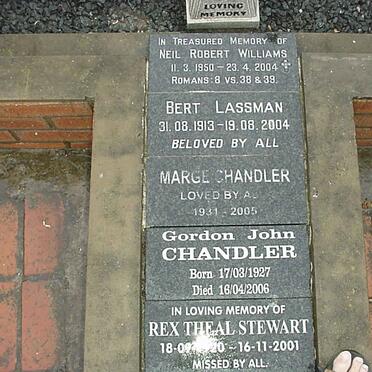 LOVING
MEMORY
IN TREASURED MEMORY OF
NEIL ROBERT WILLIAMS
11. 3. 1950 - 23. 4. 2004
ROMANS: 8 VS. 38 & 39.
BERT LASSMAN
31. 08. 1913 - 19. 08. 2004
BELOVED BY ALL
MARGE CHANDLER
LOVED BY
1931 - 2005
Gordon John
CHANDLER
Born 17/03/1927
Died 16/04/2006
IN LOVING MEMORY OF
REX THEAL STEWART
- 16-11-2001
MISSED BY ALL.